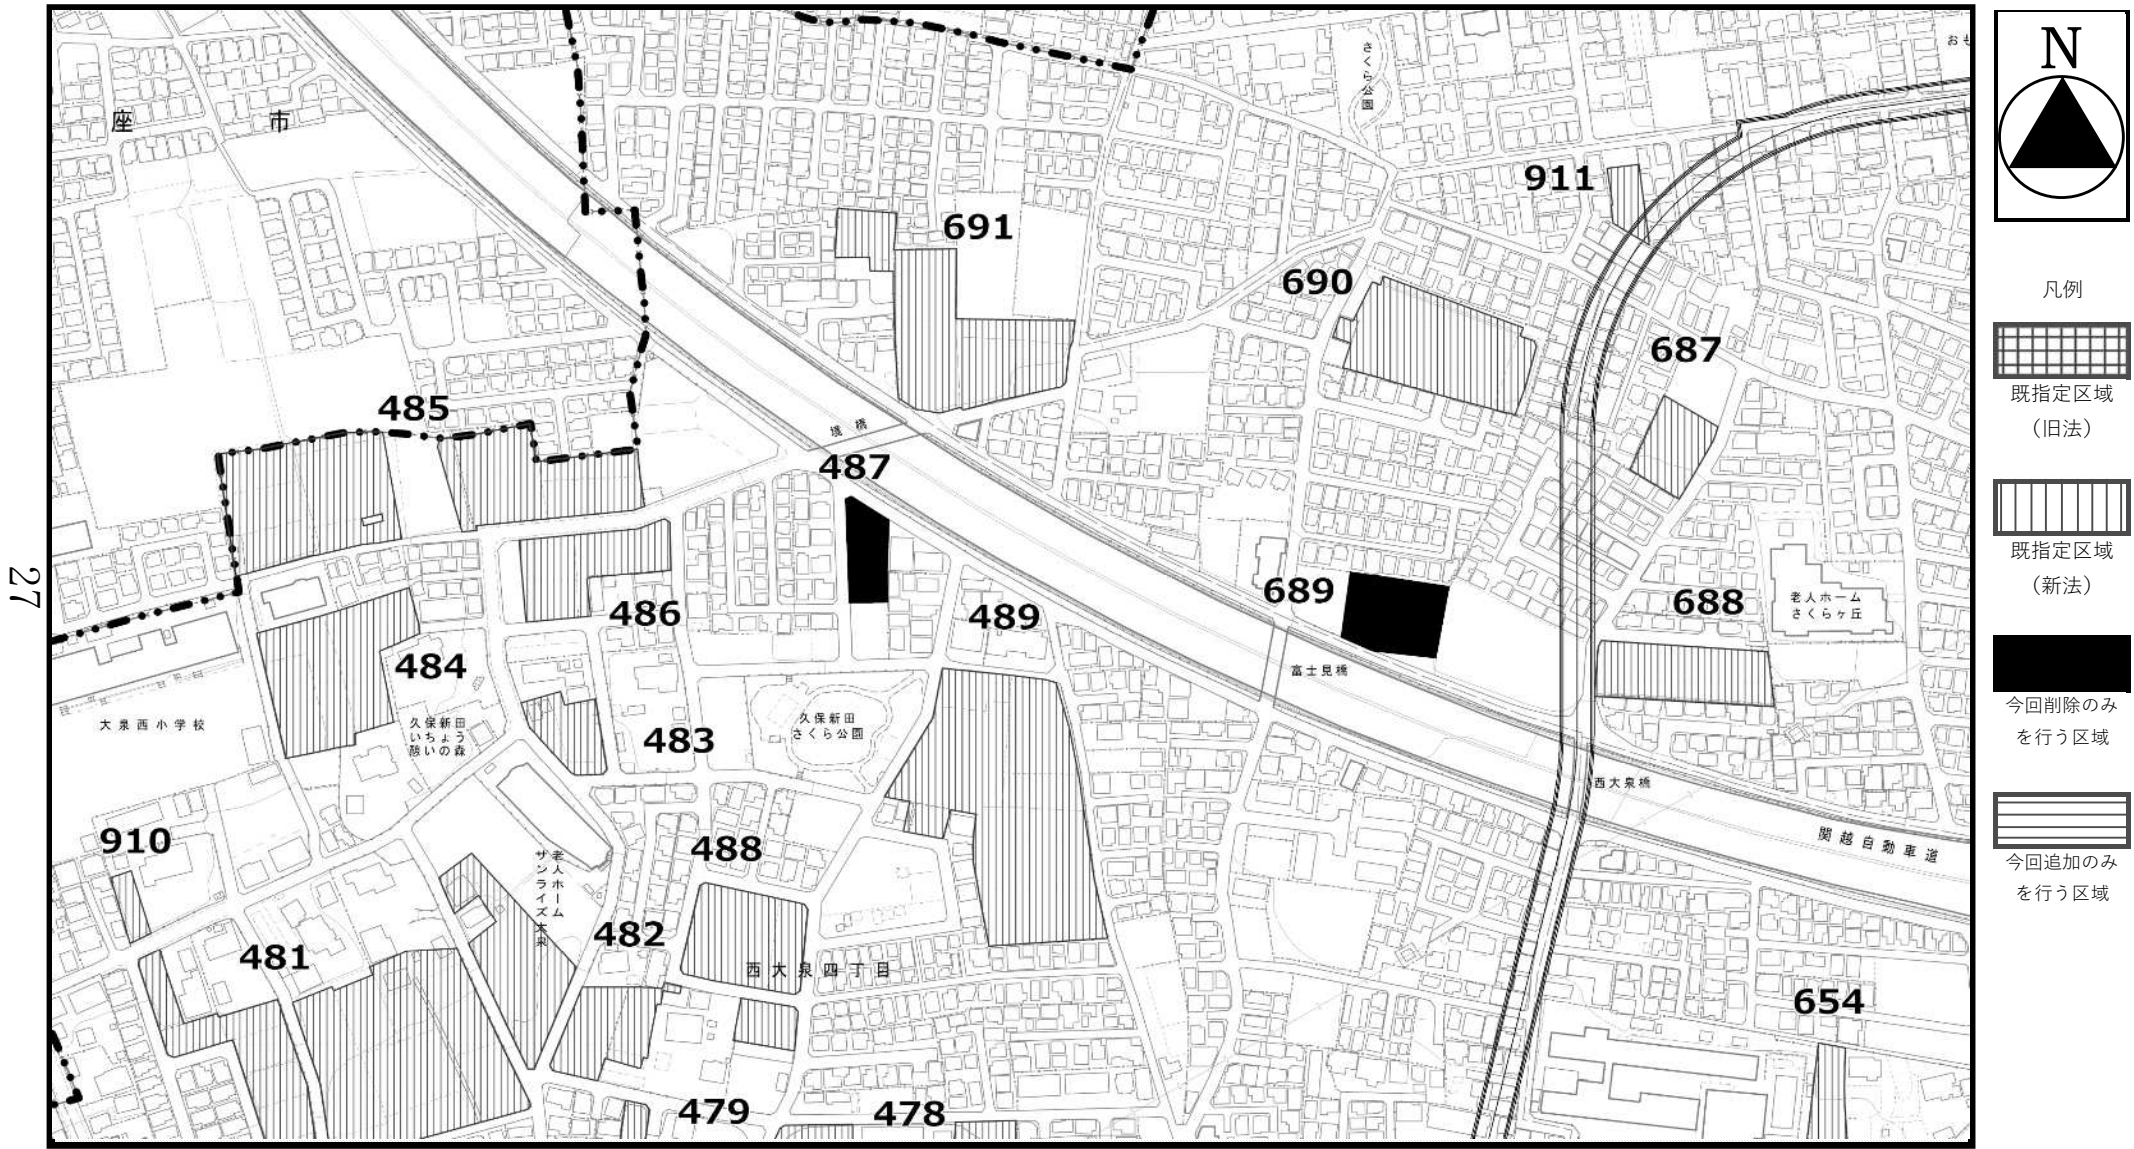 さくら公園
おも
座市
911
691
690
687
485
境橋
487
689
688
老人ホーム
さくらヶ丘
486
489
484
富士見橋
大泉西小学校
久保新田
いちょう
憩いの森
483
久保新田
さくら公園
西大泉橋
関越自動車道
910
488
老人ホーム
サンライズ大泉
482
481
西大泉四丁目
654
479
478
27
N
凡例
既指定区域
（旧法）
既指定区域
（新法）
今回削除のみ
を行う区域
今回追加のみ
を行う区域